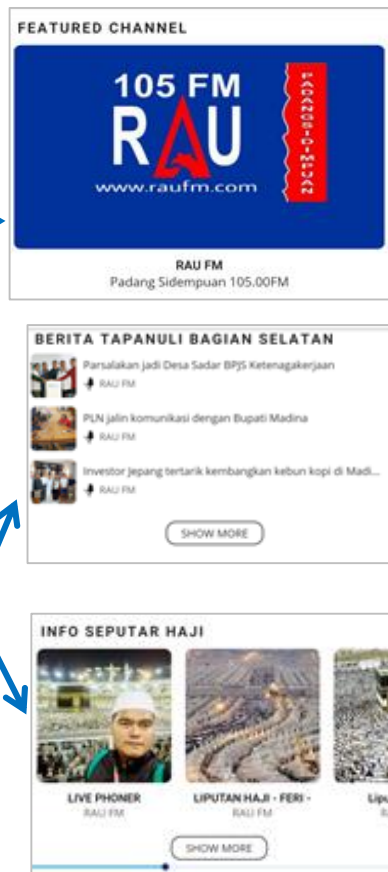 FEATURED CHANNEL
105 FM
RAU
www.raufm.com
PADANGSIDIMPUAN
RAU FM
Padang Sidempuan 105.00FM
BERITA TAPANULI BAGIAN SELATAN
Parsalakan jadi Desa Sadar BPJS Ketenagakerjaan
RAU FM
PLN jalin komunikasi dengan Bupati Madina
RAU FM
Investor Jepang tertarik kembangkan kebun kopi di Madi...
RAU FM
SHOW MORE
INFO SEPUTAR HAJI
LIVE PHONER
RAU FM
LIPUTAN HAJI - FERI -
RAU FM
SHOW MORE